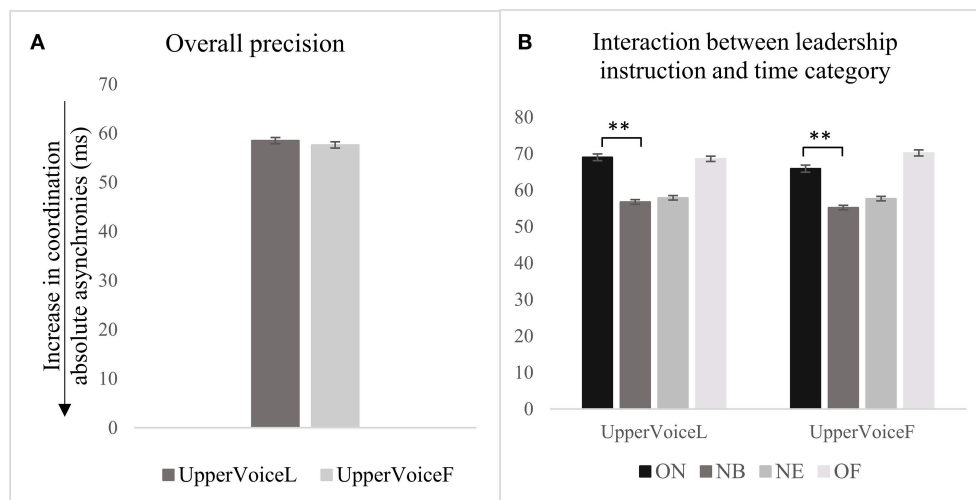 A
Overall precision
Increase in coordination
absolute asynchronies (ms)
70
60
50
40
30
20
10
0
UpperVoiceL UpperVoiceF
B
Interaction between leadership
instruction and time category
80
70
60
50
40
30
20
10
0
**
**
UpperVoiceL UpperVoiceF
ON NB NE OF